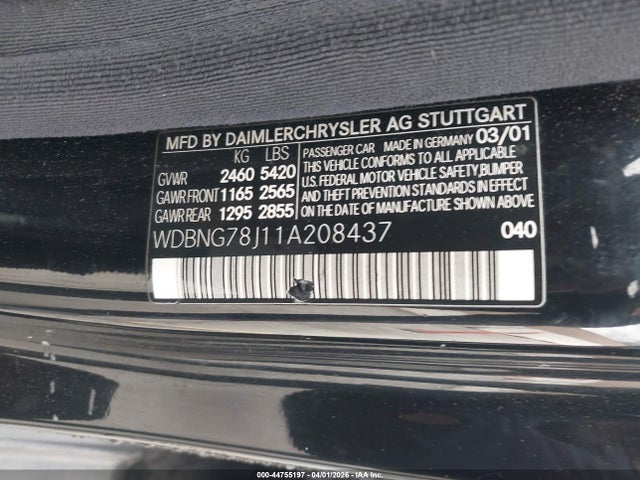 MFD BY DAIMLERCHRYSLER AG STUTTGART
KG LBS PASSENGER CAR MADE IN GERMANY 03/01
GVWR 2460 5420 THIS VEHICLE CONFORMS TO ALL APPLICABLE
U.S. FEDERAL MOTOR VEHICLE SAFETY, BUMPER
GAWR FRONT 1165 2565 AND THEFT PREVENTION STANDARDS IN EFFECT
GAWR REAR 1295 2855 ON THE DATE OF MANUFACTURE SHOWN ABOVE.
WDBNG78J11A208437 040
000-44755197 - 04/01/2026 - IAA Inc.